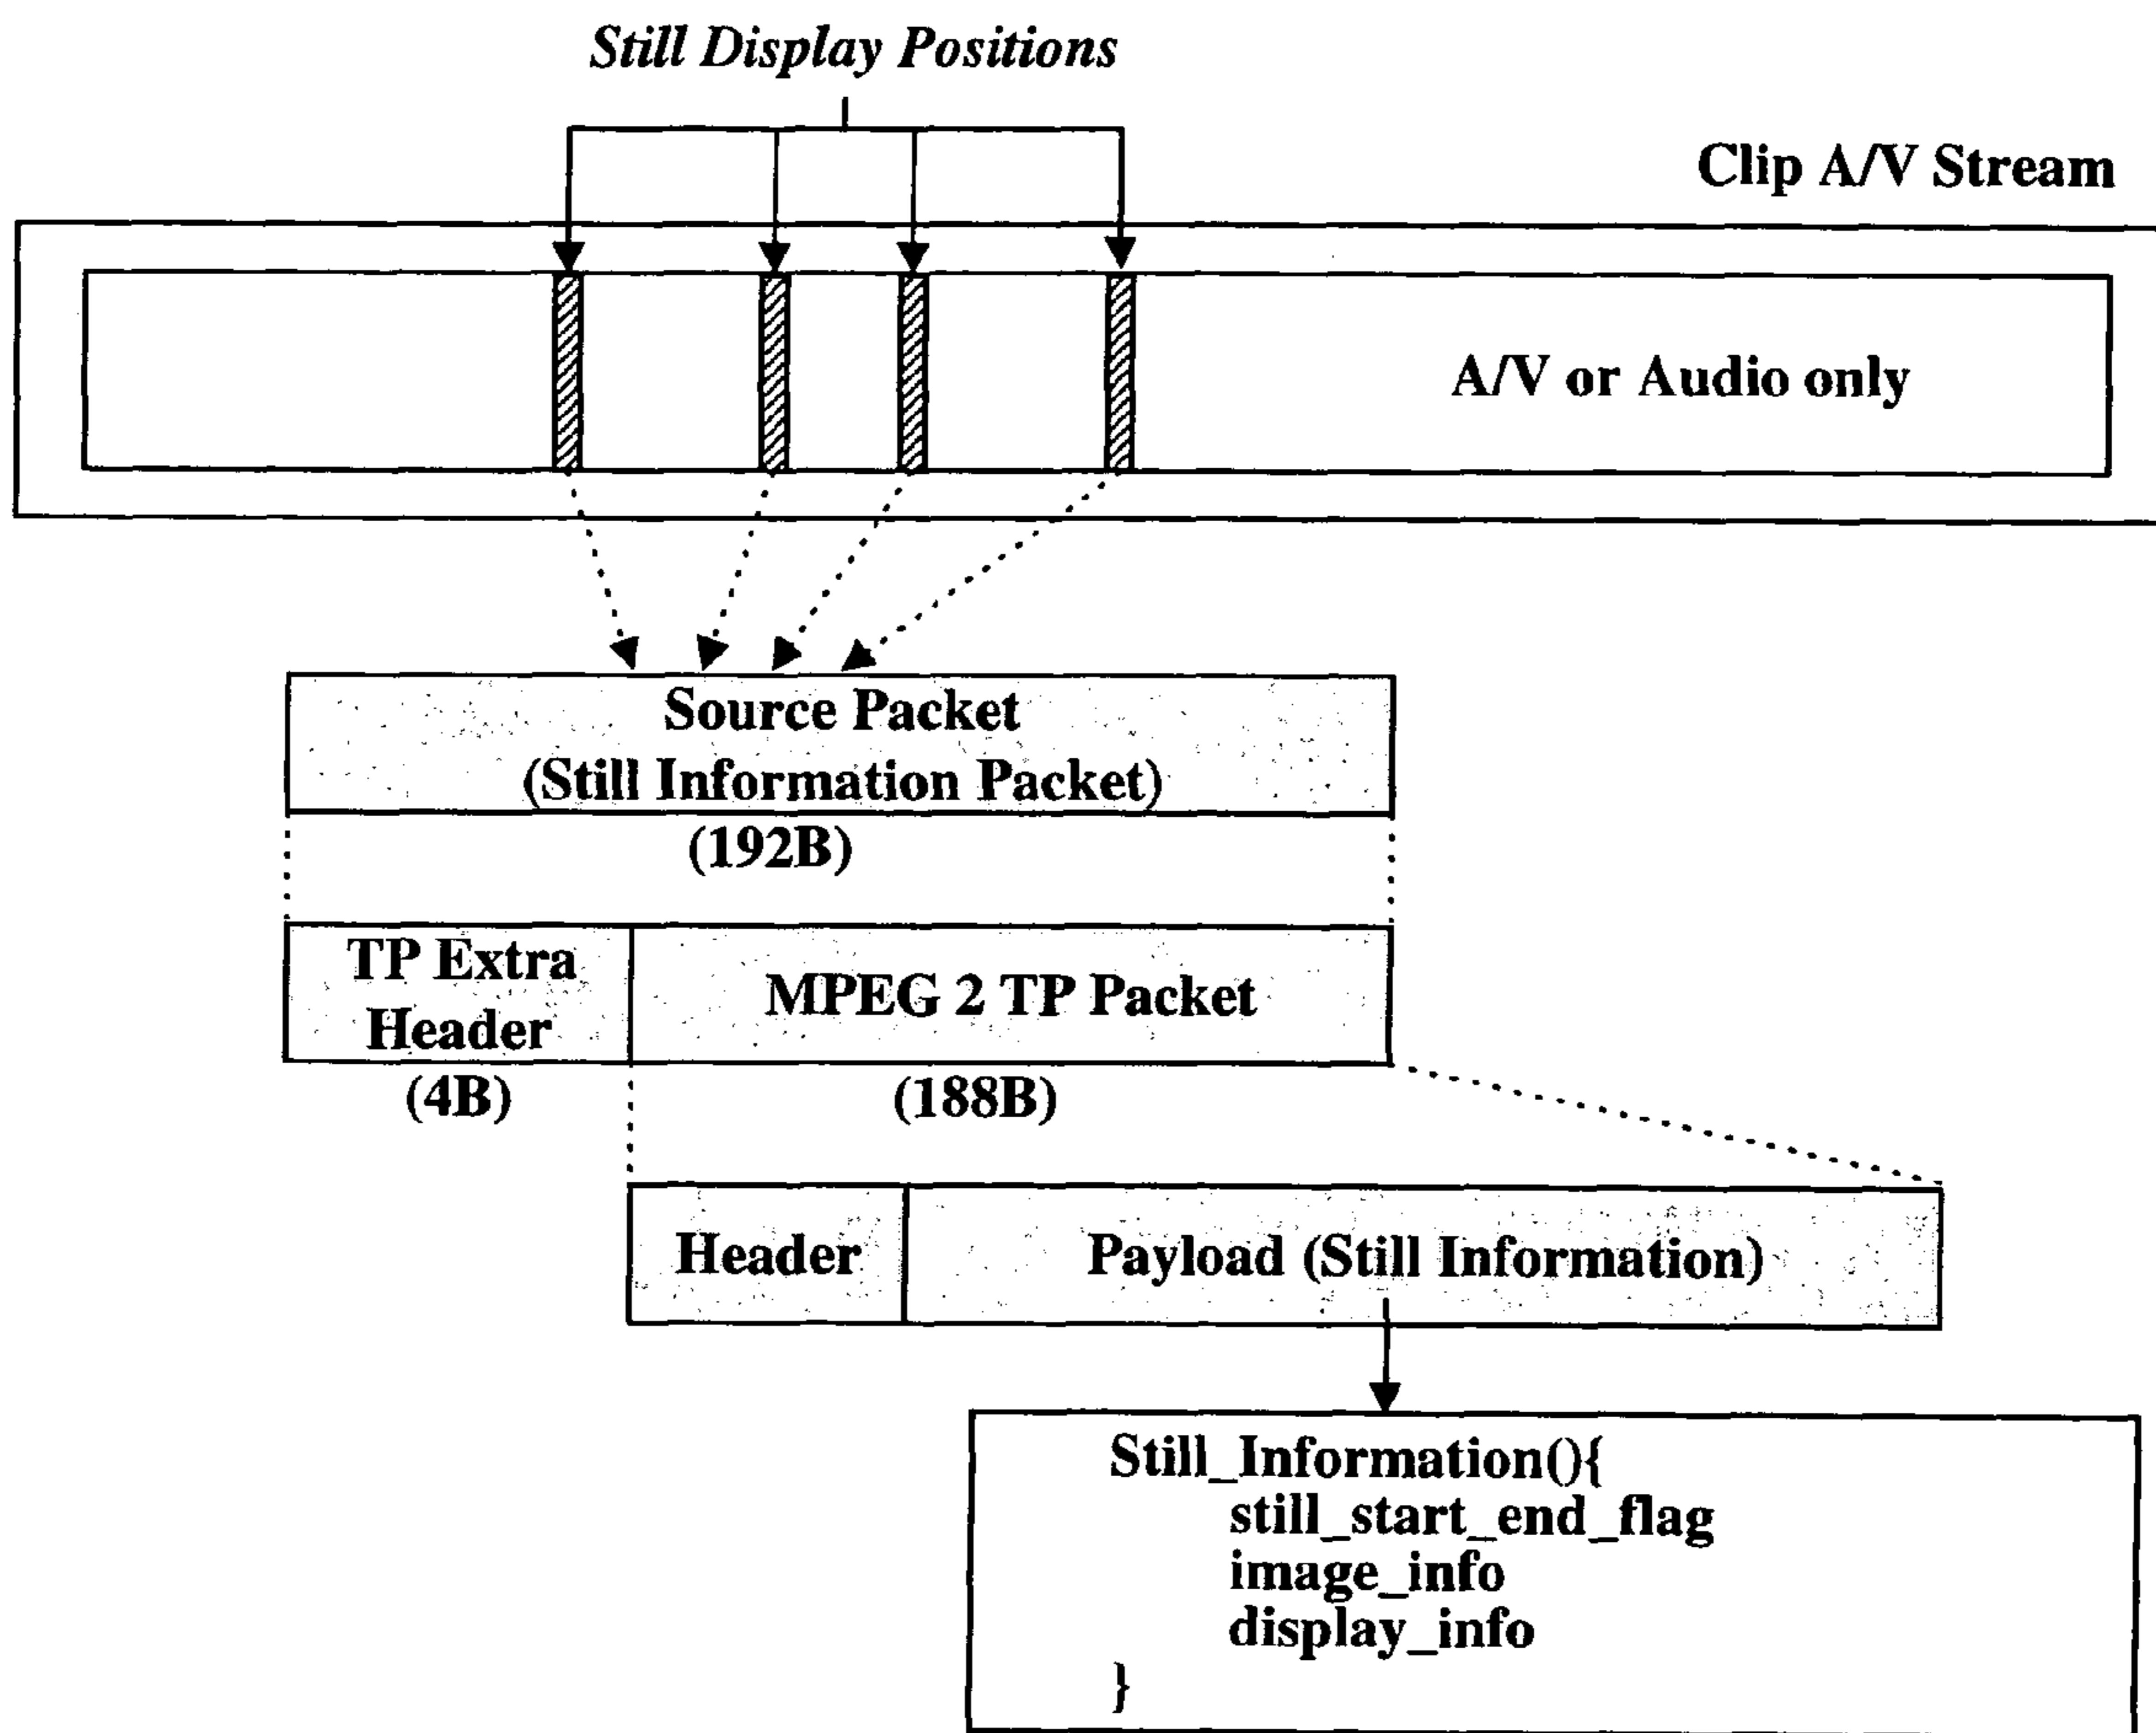 Still Display Positions
Clip A/V Stream
A/V or Audio only
Source Packet
(Still Information Packet)
(192B)
TP Extra
Header
MPEG 2 TP Packet
(4B)
(188B)
Header
Payload (Still Information)
Still_Information(){
still_start_end_flag
image_info
display_info
}